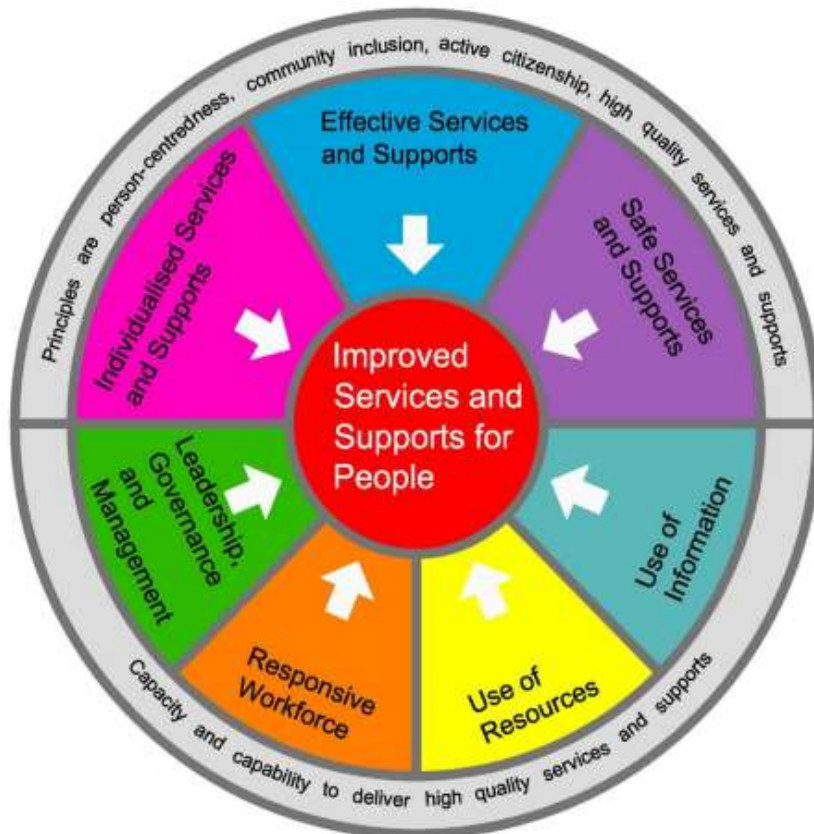 Principles are person-centredness, community inclusion, active citizenship, high quality services and supports
Effective Services
and Supports
Individualised Services
and Supports
Safe Services
and Supports
Improved
Services and
Supports for
People
Leadership,
Governance
and
Management
Responsive
Workforce
Use of
Resources
Use of
Information
Capacity and capability to deliver high quality services and supports